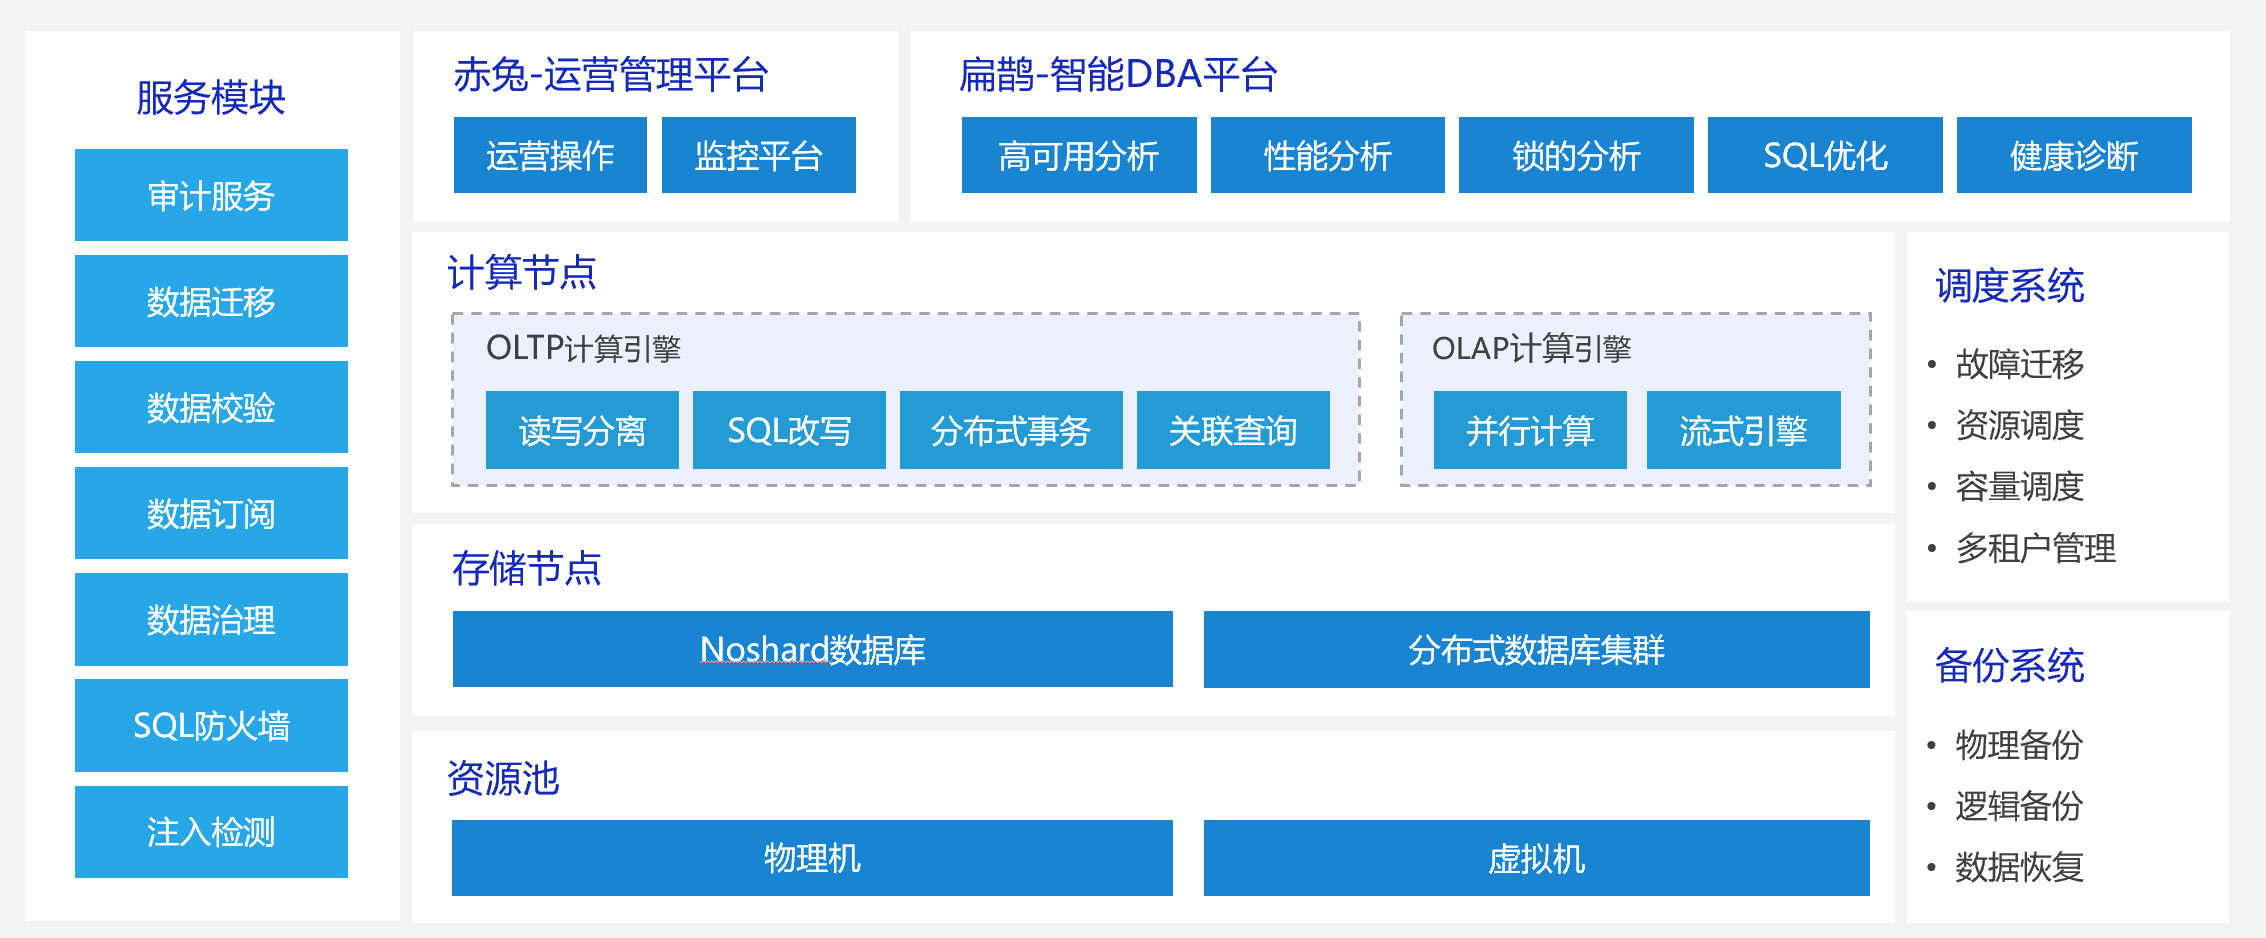 服务模块
审计服务
数据迁移
数据校验
数据订阅
数据治理
SQL防火墙
注入检测
赤兔-运营管理平台
运营操作
监控平台
扁鹊-智能DBA平台
高可用分析
性能分析
锁的分析
SQL优化
健康诊断
计算节点
OLTP计算引擎
读写分离
SQL改写
分布式事务
关联查询
OLAP计算引擎
并行计算
流式引擎
存储节点
Noshard数据库
分布式数据库集群
资源池
物理机
虚拟机
调度系统
• 故障迁移
• 资源调度
• 容量调度
• 多租户管理
备份系统
• 物理备份
• 逻辑备份
• 数据恢复